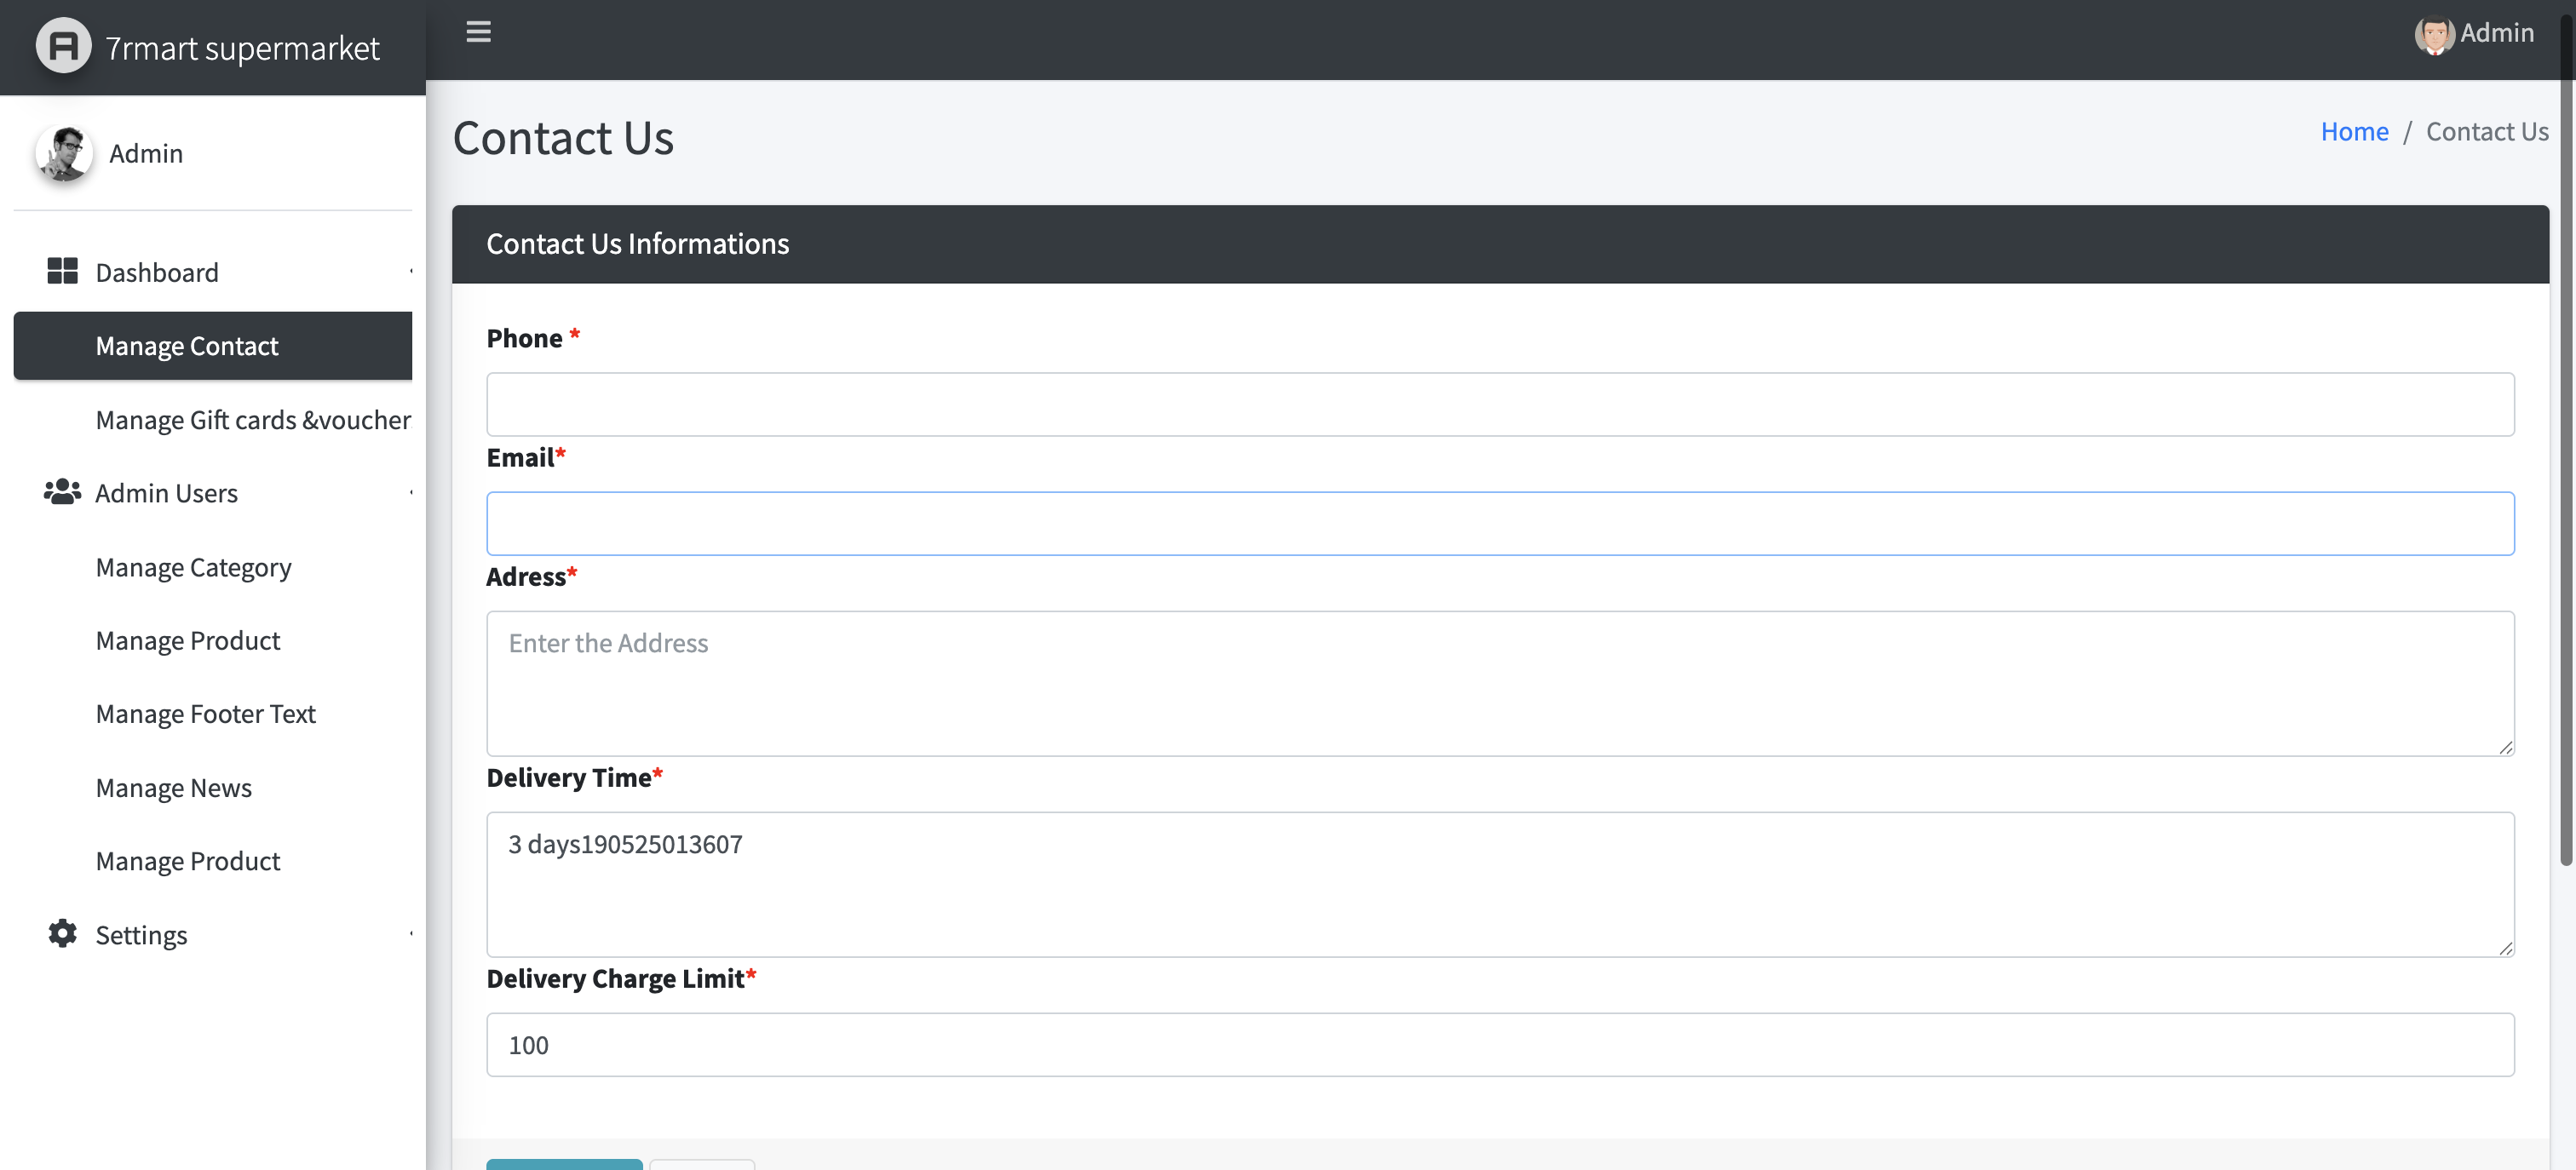 7rmart supermarket
Admin
Admin
Dashboard
Manage Contact
Manage Gift cards &voucher
Admin Users
Manage Category
Manage Product
Manage Footer Text
Manage News
Manage Product
Settings
Contact Us
Home / Contact Us
Contact Us Informations
Phone *
Email*
Adress*
Enter the Address
Delivery Time*
3 days190525013607
Delivery Charge Limit*
100